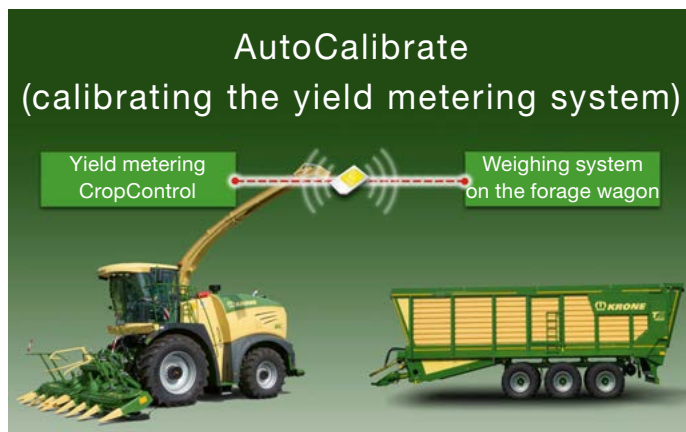 AutoCalibrate
(calibrating the yield metering system)
Yield metering
CropControl
Weighing system
on the forage wagon
KRONE